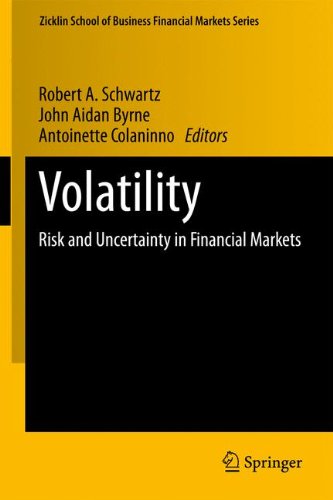 Zicklin School of Business Financial Markets Series
Robert A. Schwartz
John Aidan Byrne
Antoinette Colaninno Editors
Volatility
Risk and Uncertainty in Financial Markets
Springer